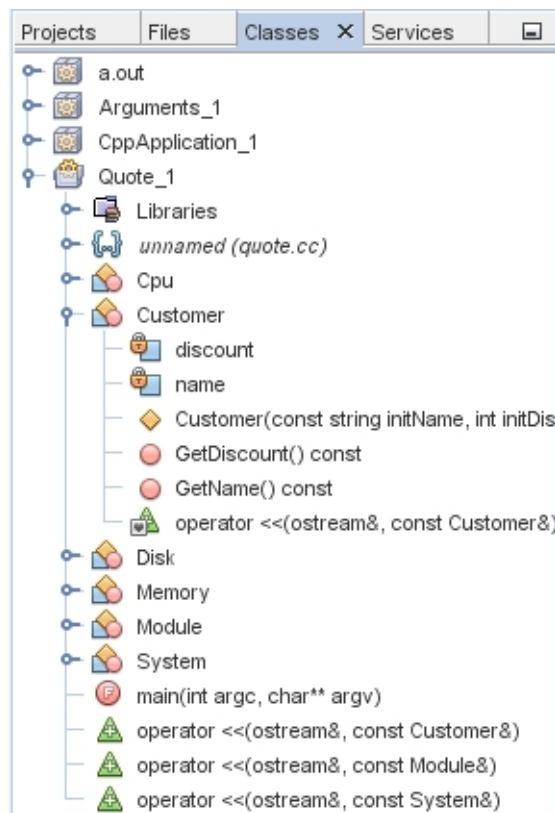 Projects Files Classes X Services
a.out
Arguments_1
CppApplication_1
Quote_1
Libraries
unnamed (quote.cc)
Cpu
Customer
discount
name
Customer(const string initName, int initDis
GetDiscount() const
GetName() const
operator <<(ostream&, const Customer&)
Disk
Memory
Module
System
main(int argc, char** argv)
operator <<(ostream&, const Customer&)
operator <<(ostream&, const Module&)
operator <<(ostream&, const System&)